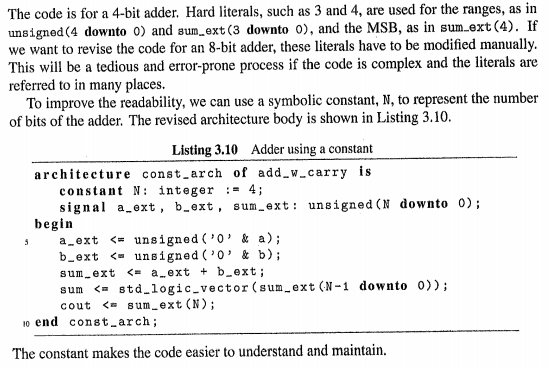 The code is for a 4-bit adder. Hard literals, such as 3 and 4, are used for the ranges, as in
unsigned(4 downto 0) and sum_ext(3 downto 0), and the MSB, as in sum_ext(4). If
we want to revise the code for an 8-bit adder, these literals have to be modified manually.
This will be a tedious and error-prone process if the code is complex and the literals are
referred to in many places.
To improve the readability, we can use a symbolic constant, N, to represent the number
of bits of the adder. The revised architecture body is shown in Listing 3.10.
Listing 3.10 Adder using a constant
architecture const_arch of add_w_carry is
constant N: integer := 4;
signal a_ext, b_ext, sum_ext: unsigned(N downto 0);
begin
5 a_ext <= unsigned('0' & a);
b_ext <= unsigned('0' & b);
sum_ext <= a_ext + b_ext;
sum <= std_logic_vector(sum_ext(N-1 downto 0));
cout <= sum_ext(N);
10 end const_arch;
The constant makes the code easier to understand and maintain.